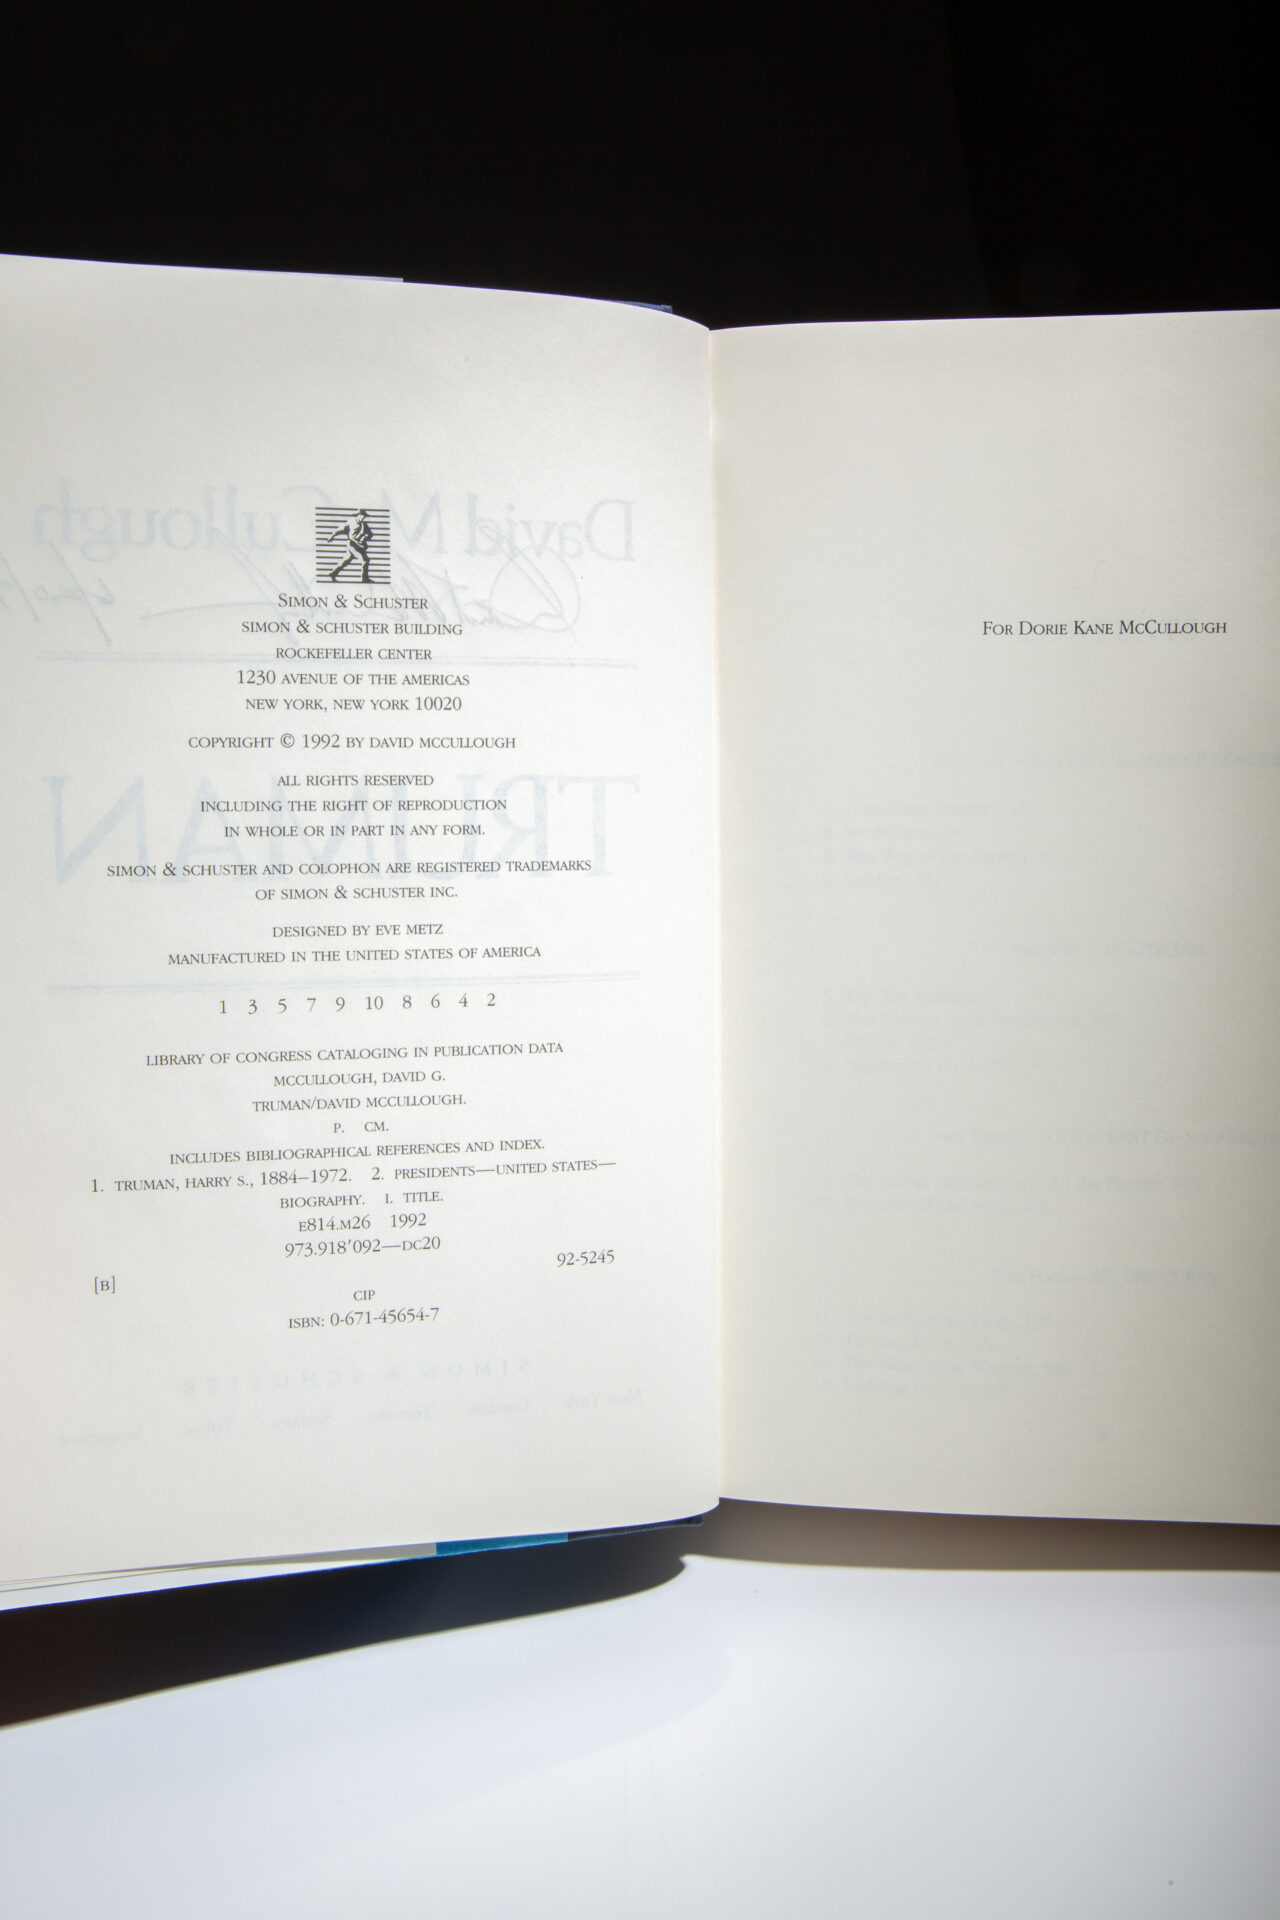 SIMON & SCHUSTER
SIMON & SCHUSTER BUILDING
ROCKEFELLER CENTER
1230 AVENUE OF THE AMERICAS
NEW YORK, NEW YORK 10020
COPYRIGHT © 1992 BY DAVID MCCULLOUGH
ALL RIGHTS RESERVED
INCLUDING THE RIGHT OF REPRODUCTION
IN WHOLE OR IN PART IN ANY FORM.
SIMON & SCHUSTER AND COLOPHON ARE REGISTERED TRADEMARKS
OF SIMON & SCHUSTER INC.
DESIGNED BY EVE METZ
MANUFACTURED IN THE UNITED STATES OF AMERICA
1 3 5 7 9 10 8 6 4 2
LIBRARY OF CONGRESS CATALOGING IN PUBLICATION DATA
MCCULLOUGH, DAVID G.
TRUMAN/DAVID MCCULLOUGH.
P. CM.
INCLUDES BIBLIOGRAPHICAL REFERENCES AND INDEX.
1. TRUMAN, HARRY S., 1884–1972. 2. PRESIDENTS—UNITED STATES—
BIOGRAPHY. I. TITLE.
E814.M26 1992
973.918'092—DC20
92-5245
[B]
CIP
ISBN: 0-671-45654-7
FOR DORIE KANE MCCULLOUGH